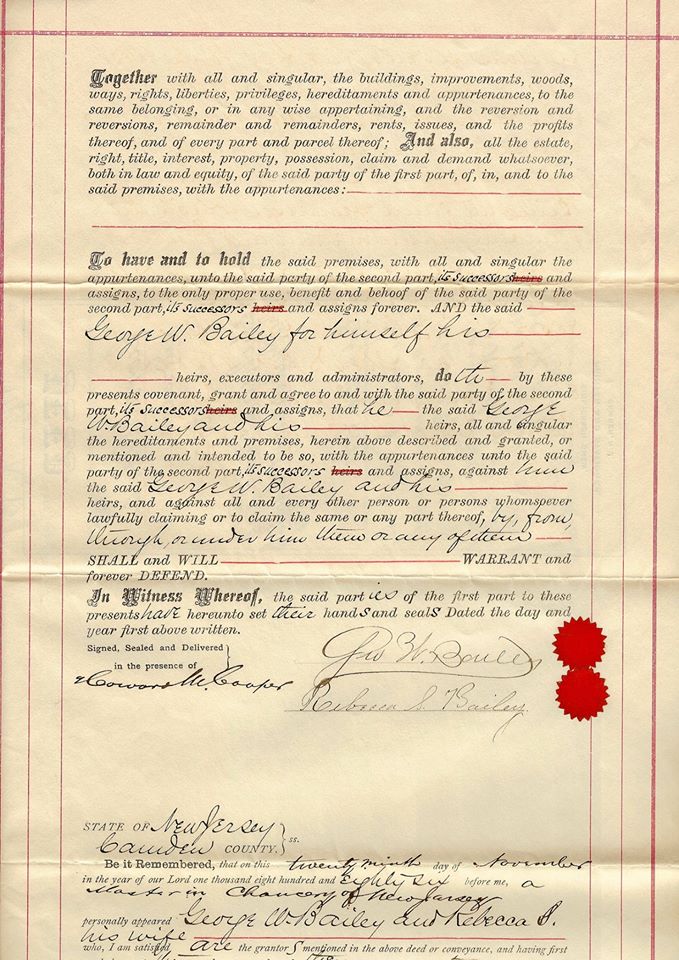 Together with all and singular, the buildings, improvements, woods,
ways, rights, liberties, privileges, hereditaments and appurtenances, to the
same belonging, or in any wise appertaining, and the reversion and
reversions, remainder and remainders, rents, issues, and the profits
thereof, and of every part and parcel thereof; And also, all the estate,
right, title, interest, property, possession, claim and demand whatsoever,
both in law and equity, of the said party of the first part, of, in, and to the
said premises, with the appurtenances:
To have and to hold the said premises, with all and singular the
appurtenances, unto the said party of the second part, its successors heirs and
assigns, to the only proper use, benefit and behoof of the said party of the
second part, its successors heirs and assigns forever. AND the said
George W. Bailey for himself his
heirs, executors and administrators, doth by these
presents covenant, grant and agree to and with the said party of the second
part, its successors heirs and assigns, that he the said George
W Bailey and his heirs, all and singular
the hereditaments and premises, herein above described and granted, or
mentioned and intended to be so, with the appurtenances unto the said
party of the second part, its successors heirs and assigns, against him
the said George W. Bailey and his
heirs, and against all and every other person or persons whomsoever
lawfully claiming or to claim the same or any part thereof, by, from,
through, or under him them or any of them
SHALL and WILL WARRANT and
forever DEFEND.
In Witness Whereof, the said parties of the first part to these
presents have hereunto set their hands and seals Dated the day and
year first above written.
Signed, Sealed and Delivered
in the presence of
Geo W. Bailey
Howard M. Cooper
Rebecca S. Bailey
STATE OF New Jersey
Camden COUNTY. ss.
Be it Remembered, that on this twenty ninth day of November
in the year of our Lord one thousand eight hundred and Eighty six before me, a
Master in Chancery of New Jersey
personally appeared George W. Bailey and Rebecca S.
his wife
who, I am satisfied are the grantors mentioned in the above deed or conveyance, and having first